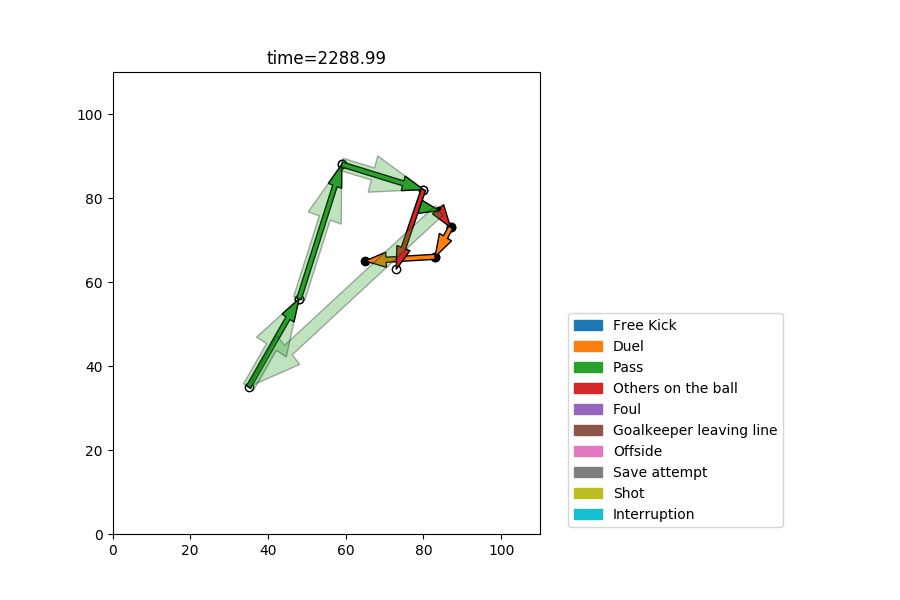 time=2288.99
100
80
60
40
20
0
0 20 40 60 80 100
Free Kick
Duel
Pass
Others on the ball
Foul
Goalkeeper leaving line
Offside
Save attempt
Shot
Interruption